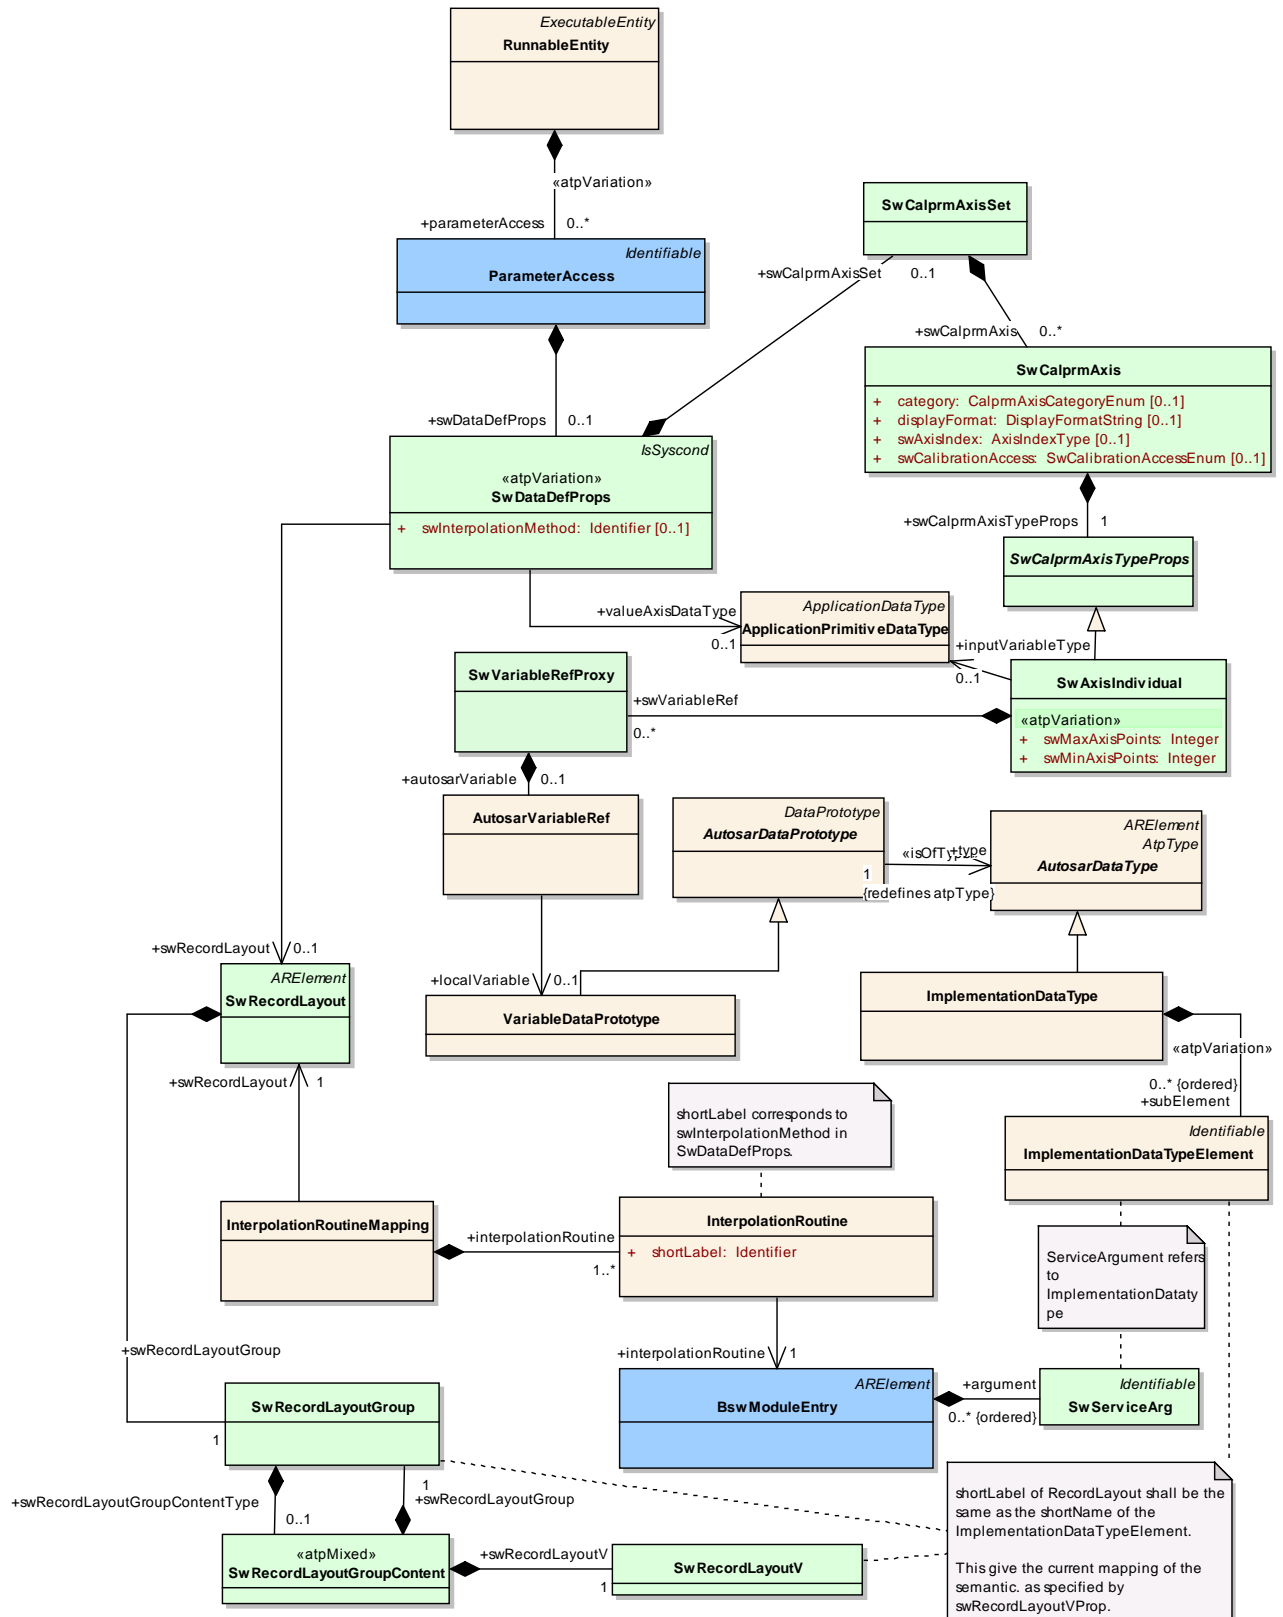 ExecutableEntity
RunnableEntity
«atpVariation»
+parameterAccess
0..*
Identifiable
ParameterAccess
SwCalprmAxisSet
+swCalprmAxisSet
0..1
+swCalprmAxis
0..*
SwCalprmAxis
+ category: CalprmAxisCategoryEnum [0..1]
+ displayFormat: DisplayFormatString [0..1]
+ swAxisIndex: AxisIndexType [0..1]
+ swCalibrationAccess: SwCalibrationAccessEnum [0..1]
+swDataDefProps
0..1
IsSyscond
«atpVariation»
SwDataDefProps
+ swInterpolationMethod: Identifier [0..1]
+swCalprmAxisTypeProps
1
SwCalprmAxisTypeProps
+valueAxisDataType
0..1
ApplicationDataType
ApplicationPrimitiveDataType
+inputVariableType
0..1
SwAxisIndividual
«atpVariation»
+ swMaxAxisPoints: Integer
+ swMinAxisPoints: Integer
SwVariableRefProxy
+swVariableRef
0..*
+autosarVariable
0..1
AutosarVariableRef
DataPrototype
AutosarDataPrototype
+type
1
{redefines atpType}
ARElement
AtpType
AutosarDataType
+swRecordLayout
0..1
ARElement
SwRecordLayout
+localVariable
0..1
VariableDataPrototype
ImplementationDataType
«atpVariation»
0..* {ordered}
+subElement
+swRecordLayout
1
shortLabel corresponds to
swInterpolationMethod in
SwDataDefProps.
Identifiable
ImplementationDataTypeElement
InterpolationRoutineMapping
+interpolationRoutine
1..*
InterpolationRoutine
+ shortLabel: Identifier
ServiceArgument refers
to
ImplementationDataty
pe
+swRecordLayoutGroup
1
+interpolationRoutine
1
ARElement
BswModuleEntry
+argument
0..* {ordered}
Identifiable
SwServiceArg
SwRecordLayoutGroup
+swRecordLayoutGroupContentType
0..1
1
+swRecordLayoutGroup
«atpMixed»
SwRecordLayoutGroupContent
+swRecordLayoutV
1
SwRecordLayoutV
shortLabel of RecordLayout shall be the
same as the shortName of the
ImplementationDataTypeElement.
This give the current mapping of the
semantic. as specified by
swRecordLayoutVProp.